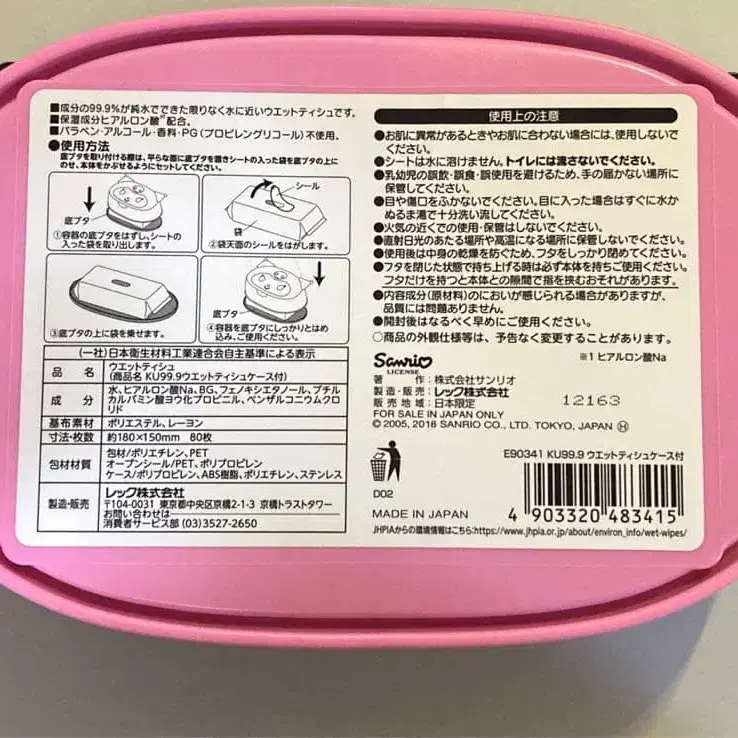 ■成分の99.9%が純水でできた限りなく水に近いウエットティシュです。
■保湿成分ヒアルロン酸※1配合。
■パラベン・アルコール・香料・PG(プロピレングリコール)不使用。
●使用方法
底ブタを取り付ける際は、平らな面に底ブタを置きシートの入った袋を底ブタの上に
のせ、本体をかぶせるようにセットしてください。
底ブタ
①容器の底ブタをはずし、シートの
入った袋を取り出します。
シール
袋
②袋天面のシールをはがします。
③底ブタの上に袋を乗せます。
底ブタ
④容器を底ブタにしっかりとはめ
込み、ご使用ください。
(一社)日本衛生材料工業連合会自主基準による表示
品名 ウエットティシュ
(商品名 KU99.9ウエットティシュケース付)
成分 水、ヒアルロン酸Na、BG、フェノキシエタノール、ブチル
カルバミン酸ヨウ化プロピニル、ベンザルコニウムクロ
リド
基布素材 ポリエステル、レーヨン
寸法・枚数 約180×150mm 80枚
包材材質 包材/ポリエチレン、PET
オープンシール/PET、ポリプロピレン
ケース/ポリプロピレン、ABS樹脂、ポリエチレン、ステンレス
製造・販売 レック株式会社
〒104-0031 東京都中央区京橋2-1-3 京橋トラストタワー
お問い合わせは
消費者サービス部 (03)3527-2650
使用上の注意
●お肌に異常があるときやお肌に合わない場合には、使用しないで
ください。
●シートは水に溶けません。トイレには流さないでください。
●乳幼児の誤飲・誤食・誤使用を避けるため、手の届かない場所に
保管してください。
●目や傷口をふかないでください。目に入った場合はすぐに水か
ぬるま湯で十分洗い流してください。
●火気の近くでの使用・保管はしないでください。
●直射日光のあたる場所や高温になる場所に保管しないでください。
●使用後は中身の乾燥を防ぐため、フタをしっかり閉めてください。
●フタを閉じた状態で持ち上げる時は必ず本体を持ちご使用ください。
フタだけを持つと本体との隙間で指を挟むおそれがあります。
●内容成分(原材料)のにおいが感じられる場合がありますが、
品質には問題ありません。
●開封後はなるべく早めにご使用ください。
○商品の外観仕様等は、予告なく変更することがあります。
※1 ヒアルロン酸Na
Sanrio
LICENSE
著作:株式会社サンリオ
製造・販売:レック株式会社
販売地域:日本限定
12163
FOR SALE IN JAPAN ONLY
© 2005, 2018 SANRIO CO., LTD. TOKYO, JAPAN Ⓗ
E90341 KU99.9 ウエットティシュケース付
D02
MADE IN JAPAN
4 903320 483415
JHPIAからの環境情報はこちら:https://www.jhpia.or.jp/about/environ_info/wet-wipes/